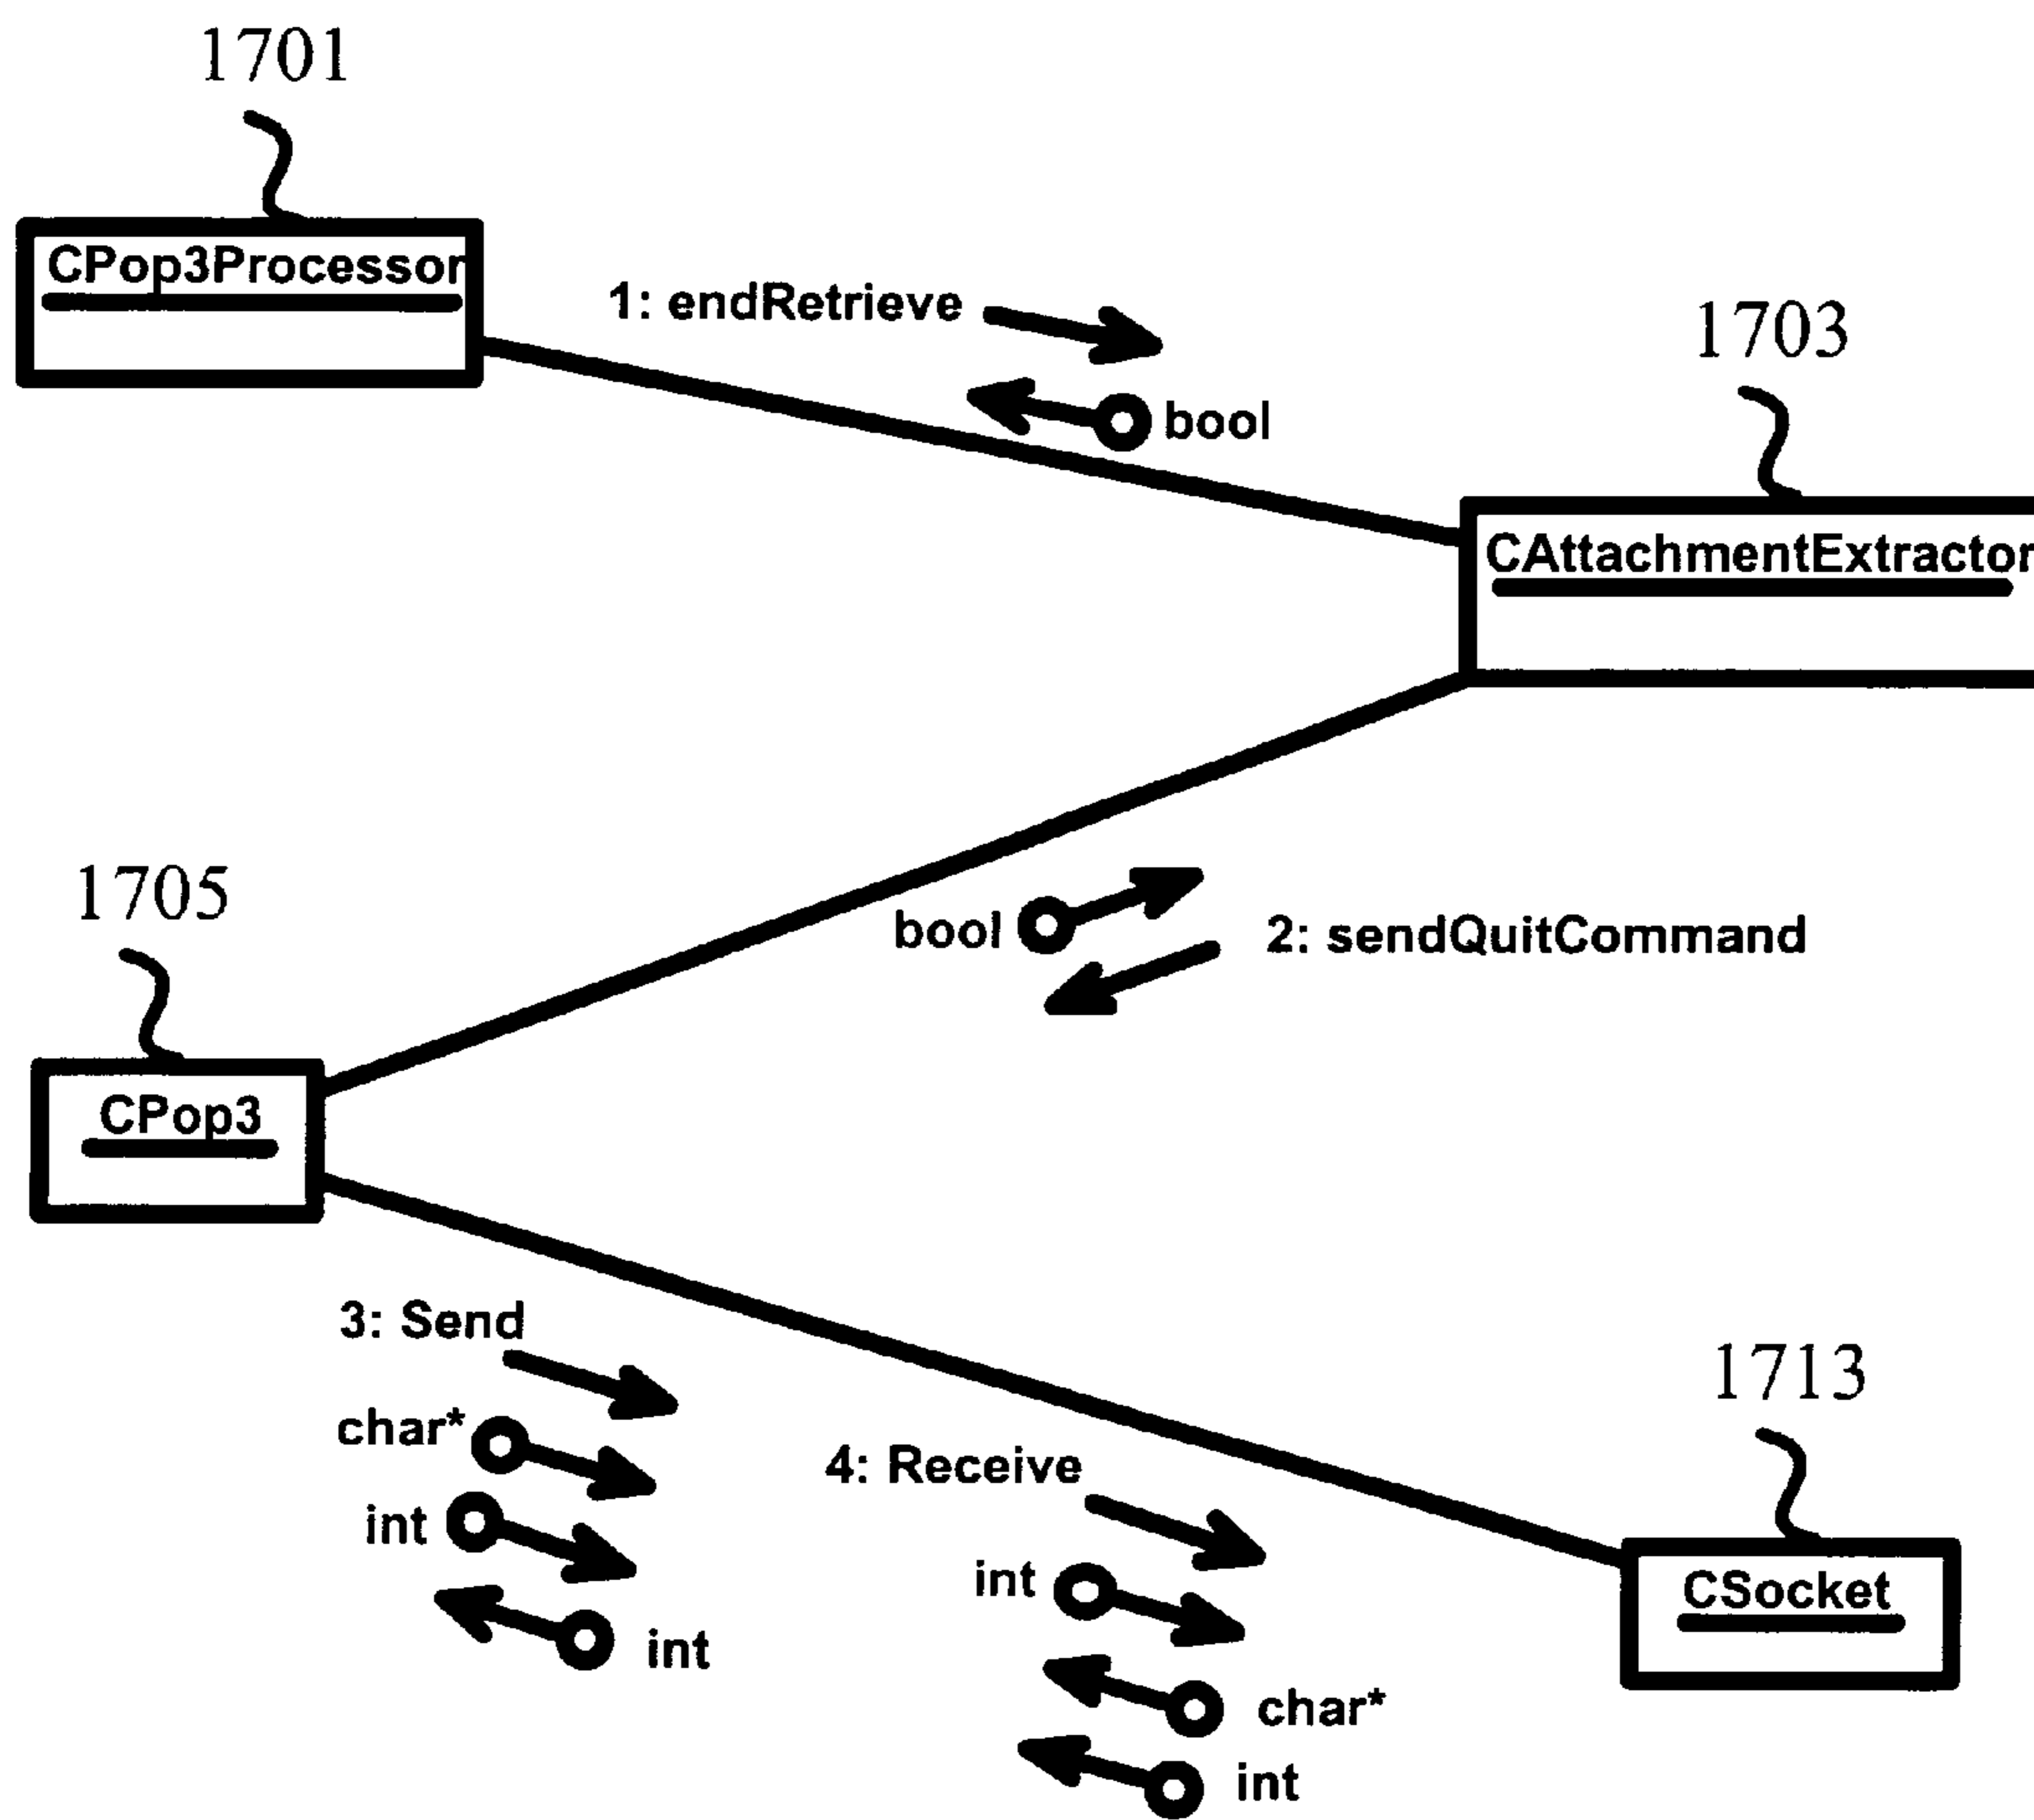 1701
CPop3Processor
1: endRetrieve
bool
1703
CAttachmentExtractor
1705
bool
2: sendQuitCommand
CPop3
3: Send
char*
int
int
4: Receive
int
char*
int
1713
CSocket